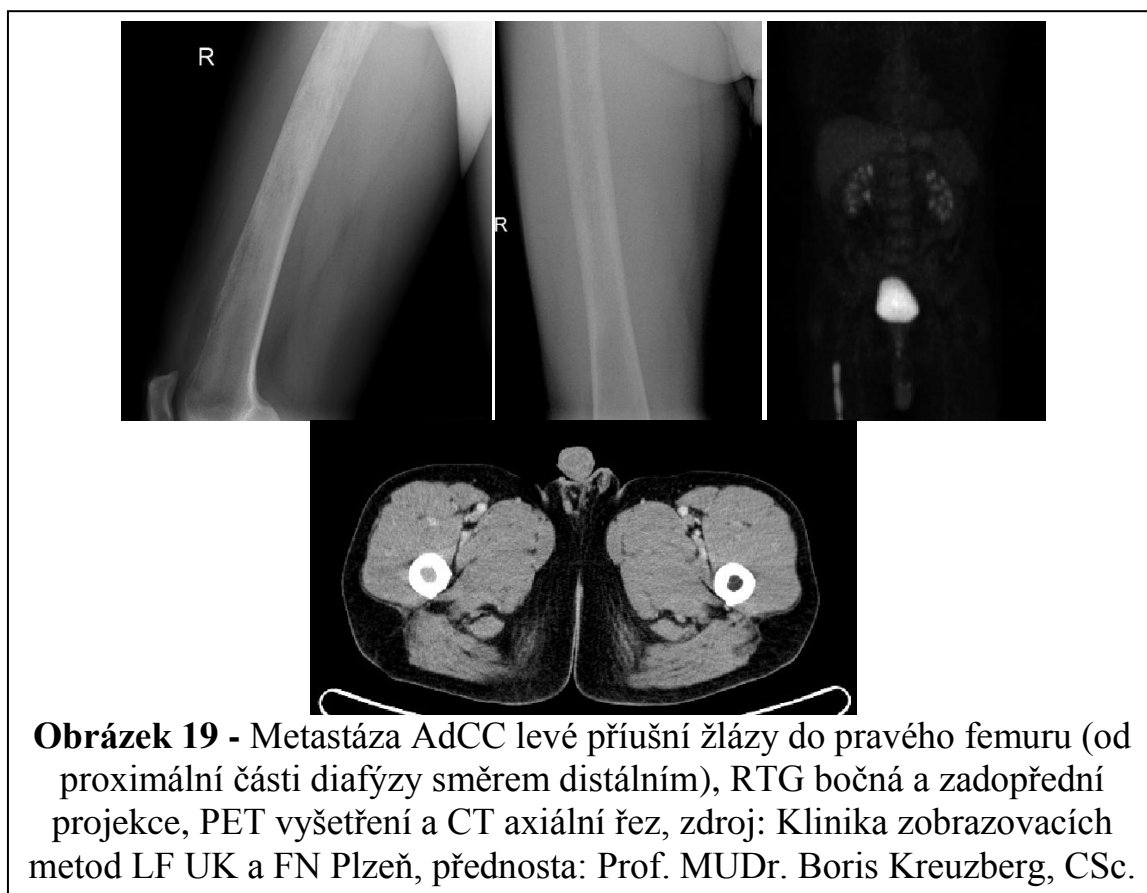 R
R
Obrázek 19 - Metastáza AdCC levé příušní žlázy do pravého femuru (od
proximální části diafýzy směrem distálním), RTG bočná a zadopřední
projekce, PET vyšetření a CT axiální řez, zdroj: Klinika zobrazovacích
metod LF UK a FN Plzeň, přednosta: Prof. MUDr. Boris Kreuzberg, CSc.